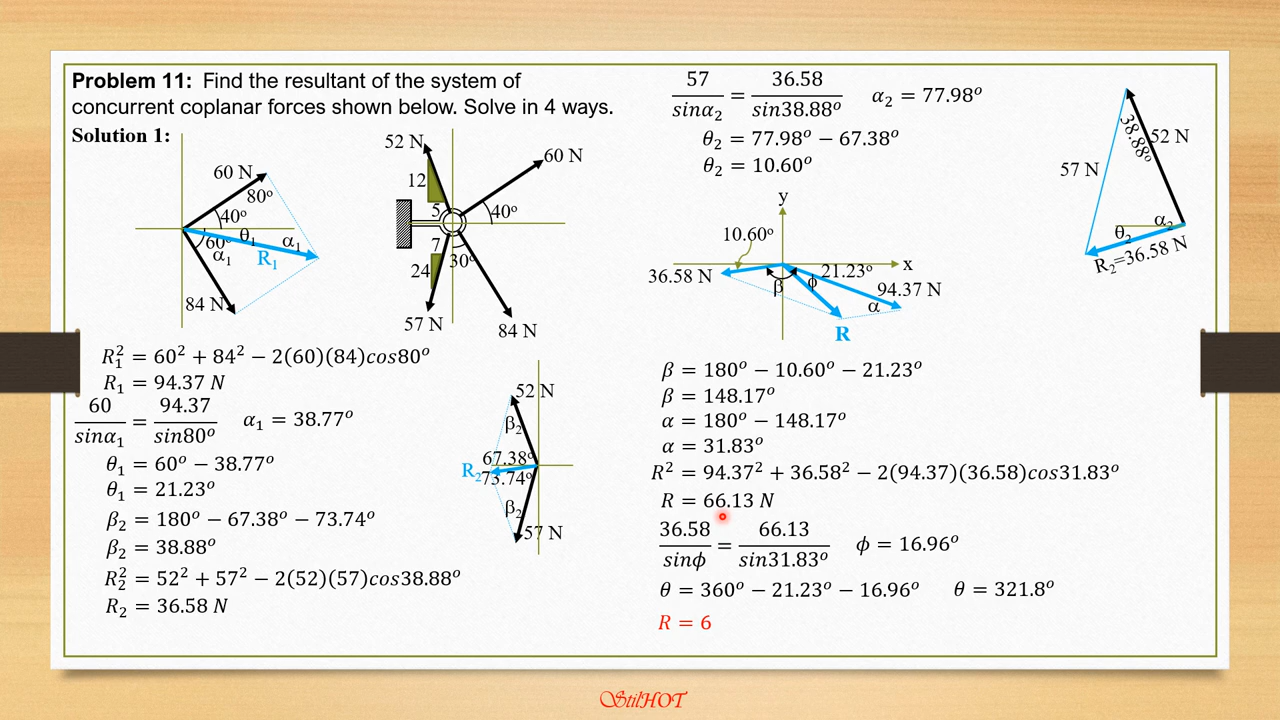 Problem 11: Find the resultant of the system of
concurrent coplanar forces shown below. Solve in 4 ways.
Solution 1:
60 N
80°
40°
60°
θ₁
α₁
α₁
R₁
84 N
52 N
60 N
12
5
40°
7
24
30°
57 N
84 N
R₁² = 60² + 84² − 2(60)(84)cos80°
R₁ = 94.37 N
60/sinα₁ = 94.37/sin80° α₁ = 38.77°
θ₁ = 60° − 38.77°
θ₁ = 21.23°
β₂ = 180° − 67.38° − 73.74°
β₂ = 38.88°
R₂² = 52² + 57² − 2(52)(57)cos38.88°
R₂ = 36.58 N
52 N
β₂
67.38°
R₂
73.74°
β₂
57 N
57/sinα₂ = 36.58/sin38.88° α₂ = 77.98°
θ₂ = 77.98° − 67.38°
θ₂ = 10.60°
38.88°
52 N
57 N
α₂
θ₂
R₂=36.58 N
y
10.60°
x
36.58 N
21.23°
β
ϕ
94.37 N
α
R
β = 180° − 10.60° − 21.23°
β = 148.17°
α = 180° − 148.17°
α = 31.83°
R² = 94.37² + 36.58² − 2(94.37)(36.58)cos31.83°
R = 66.13 N
36.58/sinϕ = 66.13/sin31.83° ϕ = 16.96°
θ = 360° − 21.23° − 16.96° θ = 321.8°
R = 6
StilHOT